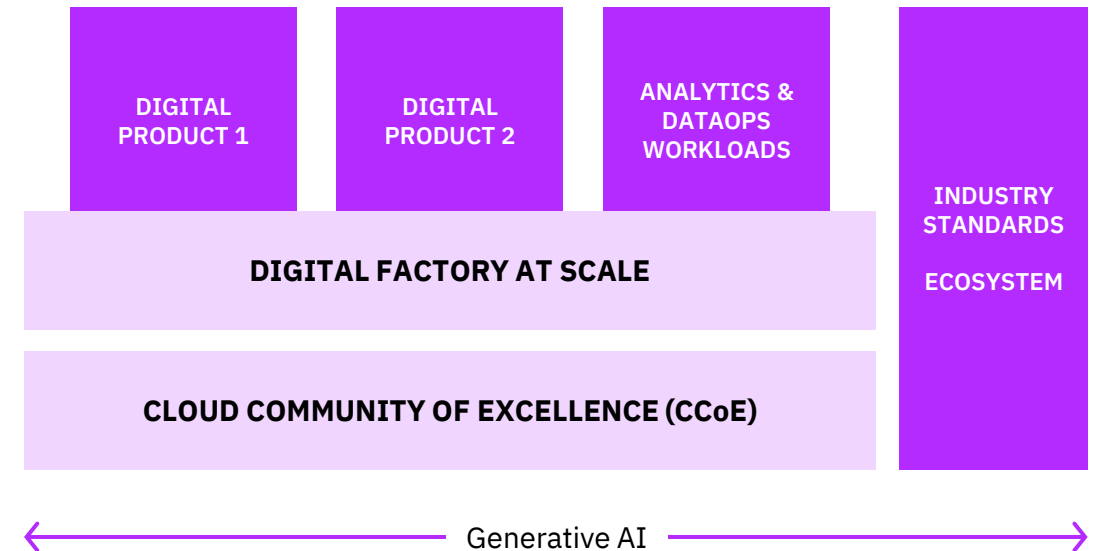 DIGITAL
PRODUCT 1
DIGITAL
PRODUCT 2
ANALYTICS &
DATAOPS
WORKLOADS
INDUSTRY
STANDARDS
ECOSYSTEM
DIGITAL FACTORY AT SCALE
CLOUD COMMUNITY OF EXCELLENCE (CCoE)
Generative AI